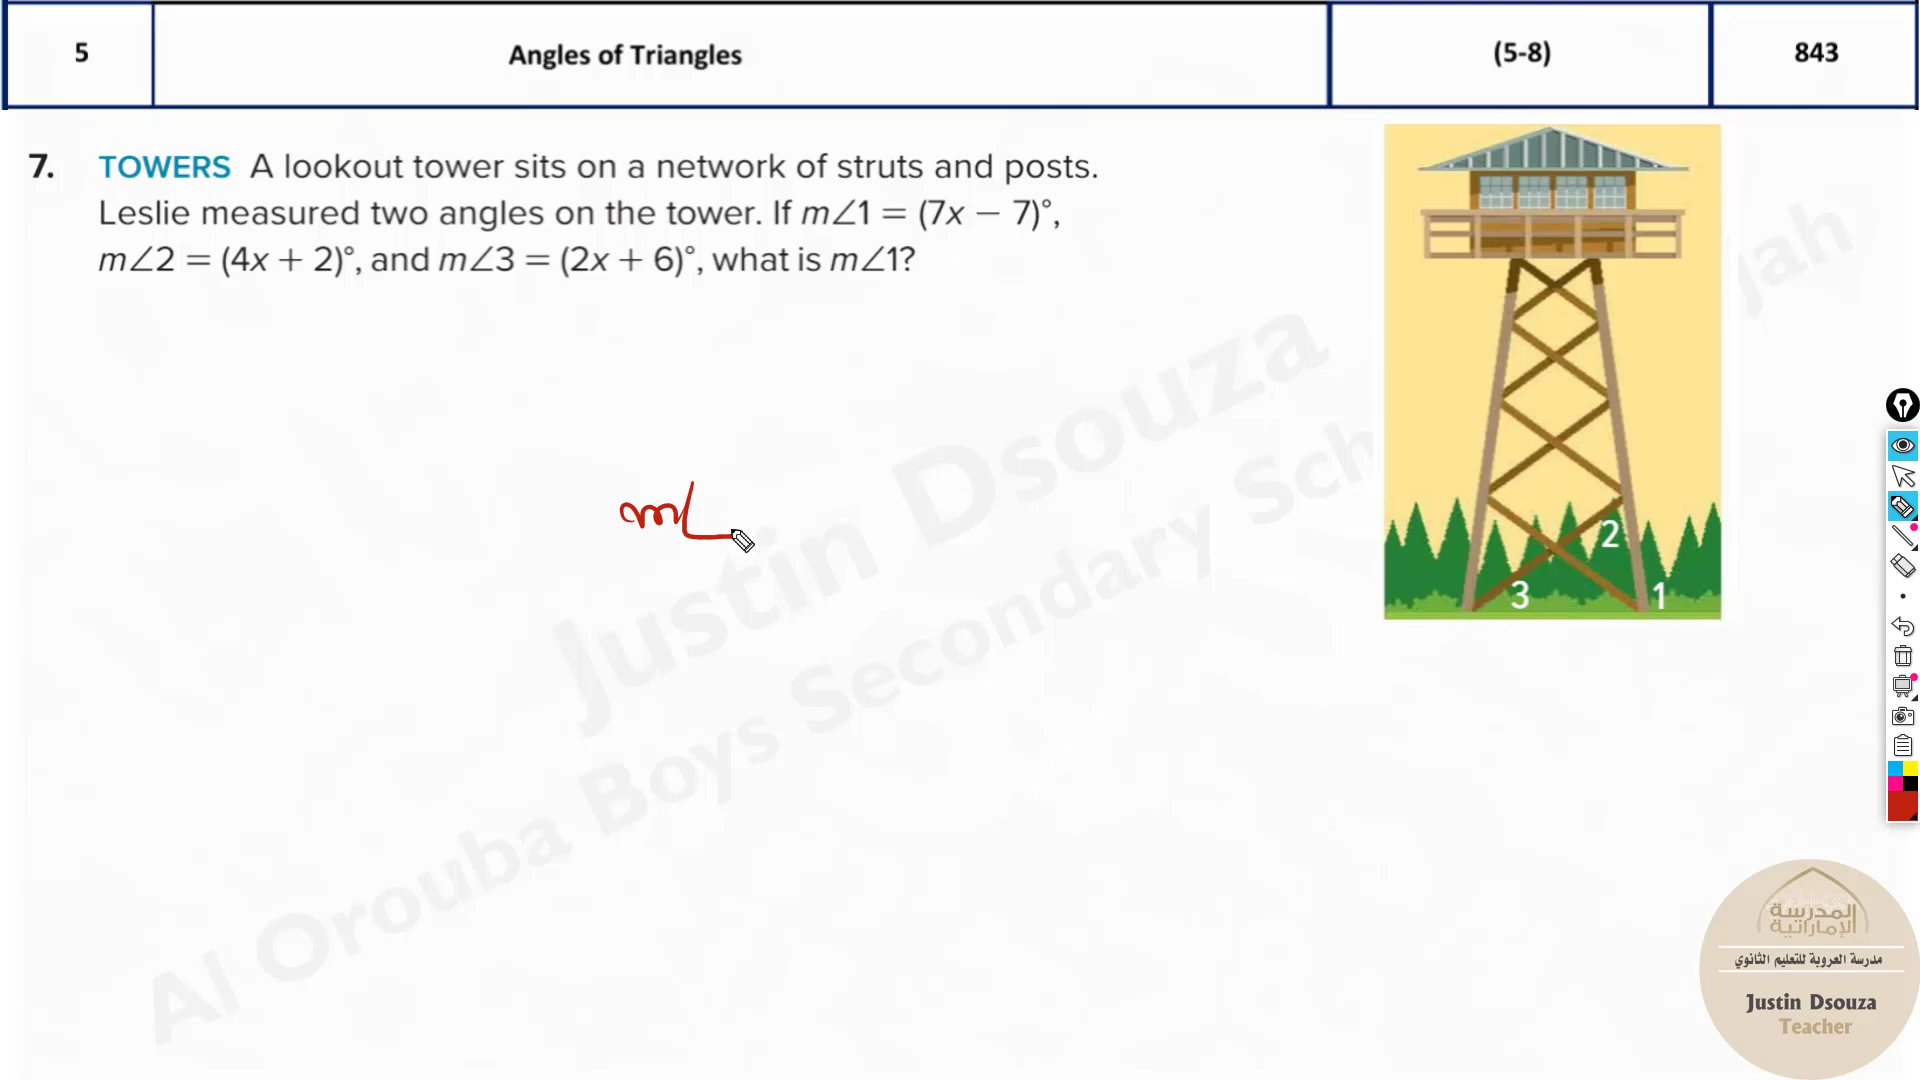 5 Angles of Triangles (5-8) 843
7. TOWERS A lookout tower sits on a network of struts and posts.
Leslie measured two angles on the tower. If m∠1 = (7x − 7)°,
m∠2 = (4x + 2)°, and m∠3 = (2x + 6)°, what is m∠1?
2
3 1
m∠
Justin Dsouza
Al Orouba Boys Secondary Sch
jah
المدرسة
الإماراتية
مدرسة العروبة للتعليم الثانوي
Justin Dsouza
Teacher